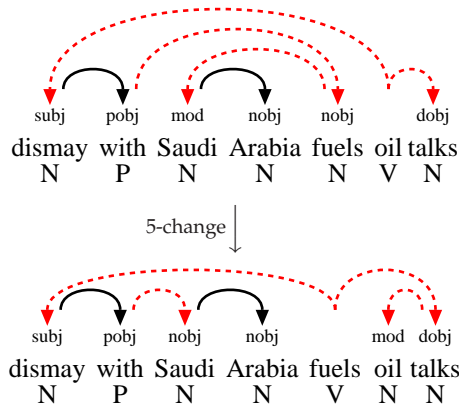 subj pobj mod nobj nobj dobj
dismay with Saudi Arabia fuels oil talks
N P N N N V N
5-change
subj pobj nobj nobj mod dobj
dismay with Saudi Arabia fuels oil talks
N P N N V N N